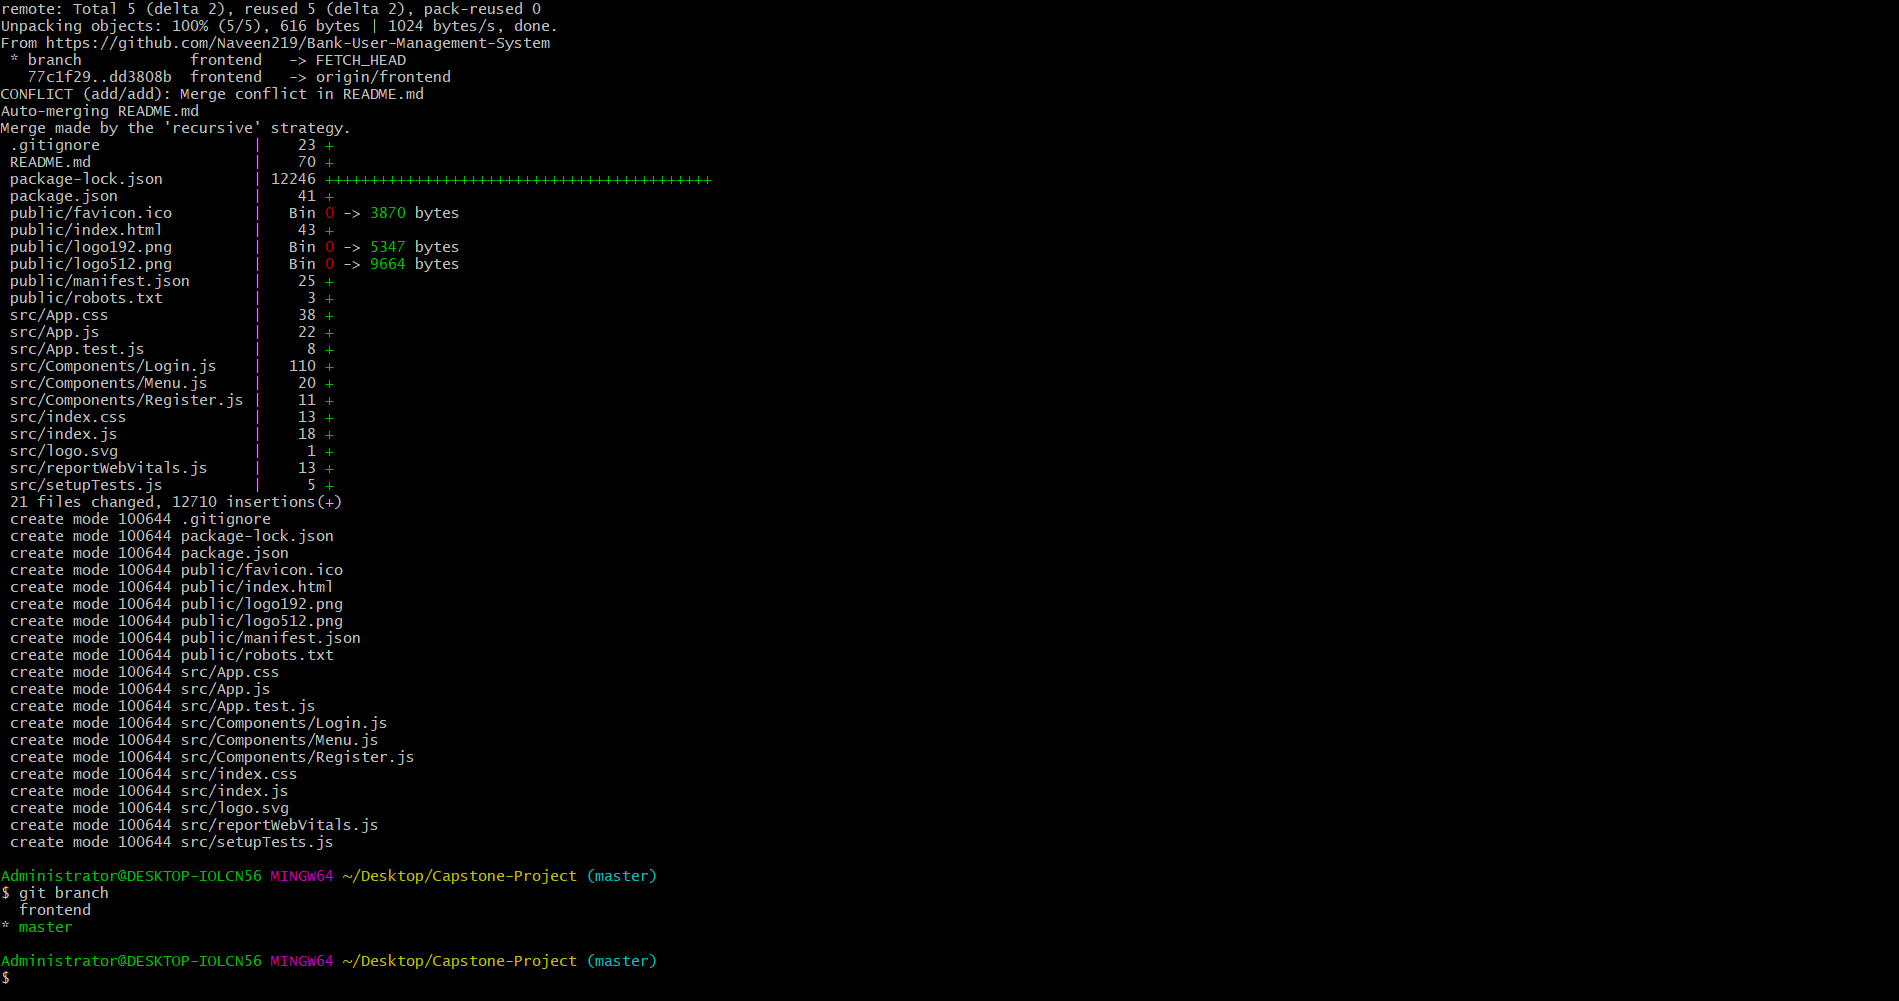 remote: Total 5 (delta 2), reused 5 (delta 2), pack-reused 0
Unpacking objects: 100% (5/5), 616 bytes | 1024 bytes/s, done.
From https://github.com/Naveen219/Bank-User-Management-System
 * branch            frontend   -> FETCH_HEAD
   77c1f29..dd3808b  frontend   -> origin/frontend
CONFLICT (add/add): Merge conflict in README.md
Auto-merging README.md
Merge made by the 'recursive' strategy.
 .gitignore                 |    23 +
 README.md                  |    70 +
 package-lock.json          | 12246 +++++++++++++++++++++++++++++++++++++++++++
 package.json               |    41 +
 public/favicon.ico         |   Bin 0 -> 3870 bytes
 public/index.html          |    43 +
 public/logo192.png         |   Bin 0 -> 5347 bytes
 public/logo512.png         |   Bin 0 -> 9664 bytes
 public/manifest.json       |    25 +
 public/robots.txt          |     3 +
 src/App.css                |    38 +
 src/App.js                 |    22 +
 src/App.test.js            |     8 +
 src/Components/Login.js    |   110 +
 src/Components/Menu.js     |    20 +
 src/Components/Register.js |    11 +
 src/index.css              |    13 +
 src/index.js               |    18 +
 src/logo.svg               |     1 +
 src/reportWebVitals.js     |    13 +
 src/setupTests.js          |     5 +
 21 files changed, 12710 insertions(+)
 create mode 100644 .gitignore
 create mode 100644 package-lock.json
 create mode 100644 package.json
 create mode 100644 public/favicon.ico
 create mode 100644 public/index.html
 create mode 100644 public/logo192.png
 create mode 100644 public/logo512.png
 create mode 100644 public/manifest.json
 create mode 100644 public/robots.txt
 create mode 100644 src/App.css
 create mode 100644 src/App.js
 create mode 100644 src/App.test.js
 create mode 100644 src/Components/Login.js
 create mode 100644 src/Components/Menu.js
 create mode 100644 src/Components/Register.js
 create mode 100644 src/index.css
 create mode 100644 src/index.js
 create mode 100644 src/logo.svg
 create mode 100644 src/reportWebVitals.js
 create mode 100644 src/setupTests.js
Administrator@DESKTOP-IOLCN56 MINGW64 ~/Desktop/Capstone-Project (master)
$ git branch
  frontend
* master
Administrator@DESKTOP-IOLCN56 MINGW64 ~/Desktop/Capstone-Project (master)
$